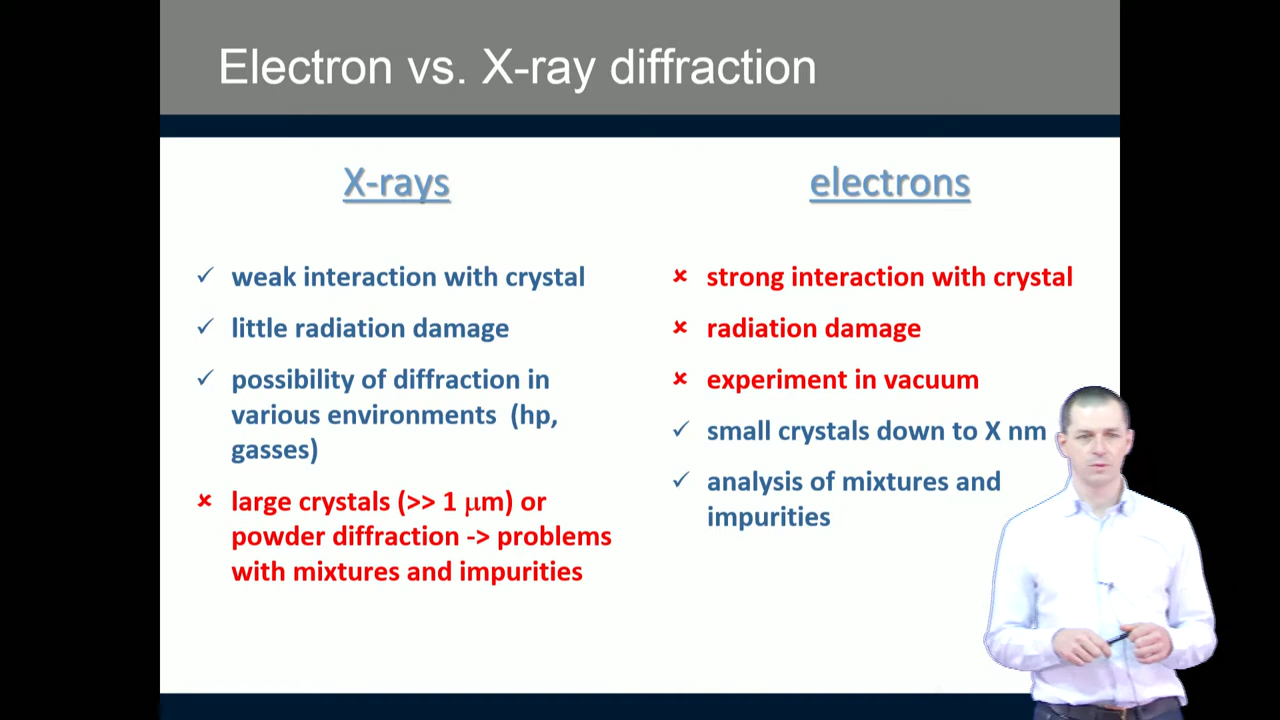 Electron vs. X-ray diffraction
X-rays
✓ weak interaction with crystal
✓ little radiation damage
✓ possibility of diffraction in
various environments (hp,
gasses)
✗ large crystals (>> 1 μm) or
powder diffraction -> problems
with mixtures and impurities
electrons
✗ strong interaction with crystal
✗ radiation damage
✗ experiment in vacuum
✓ small crystals down to X nm
✓ analysis of mixtures and
impurities